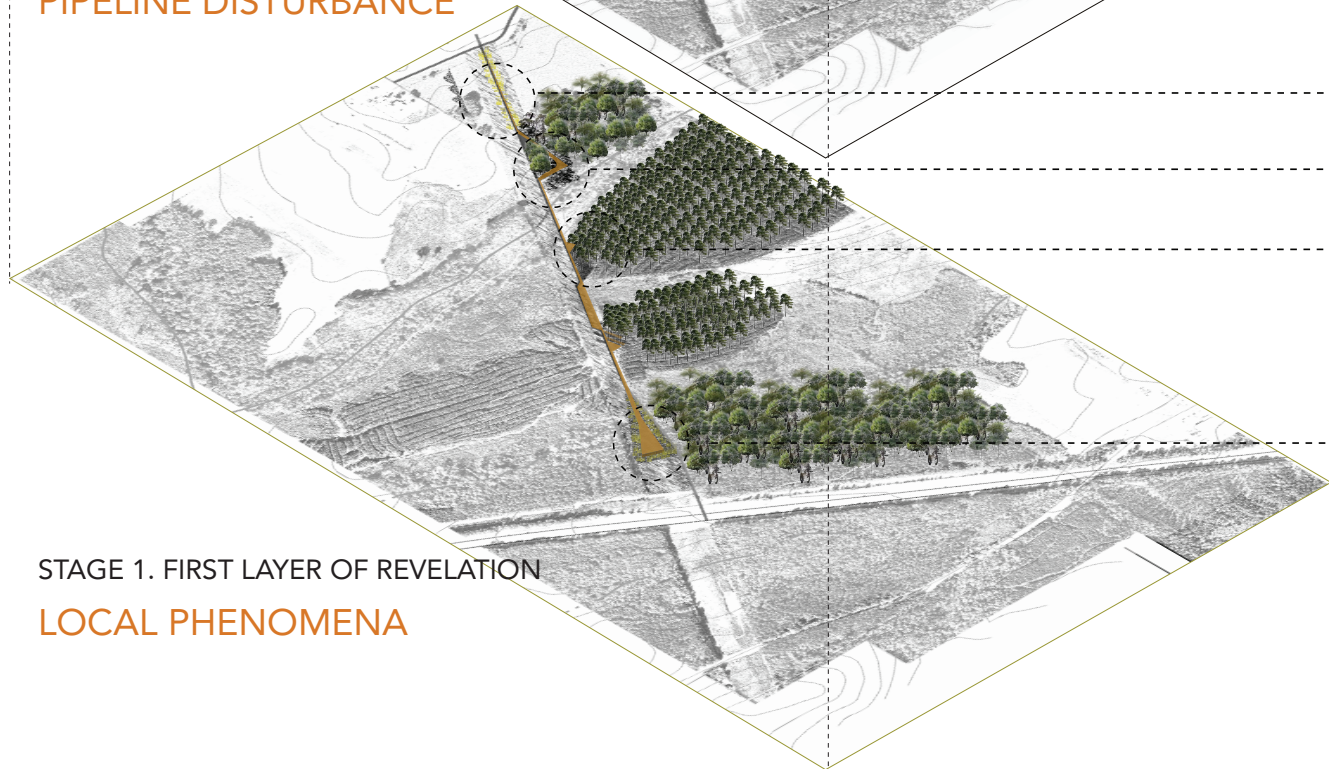 PIPELINE DISTURBANCE
STAGE 1. FIRST LAYER OF REVELATION
LOCAL PHENOMENA